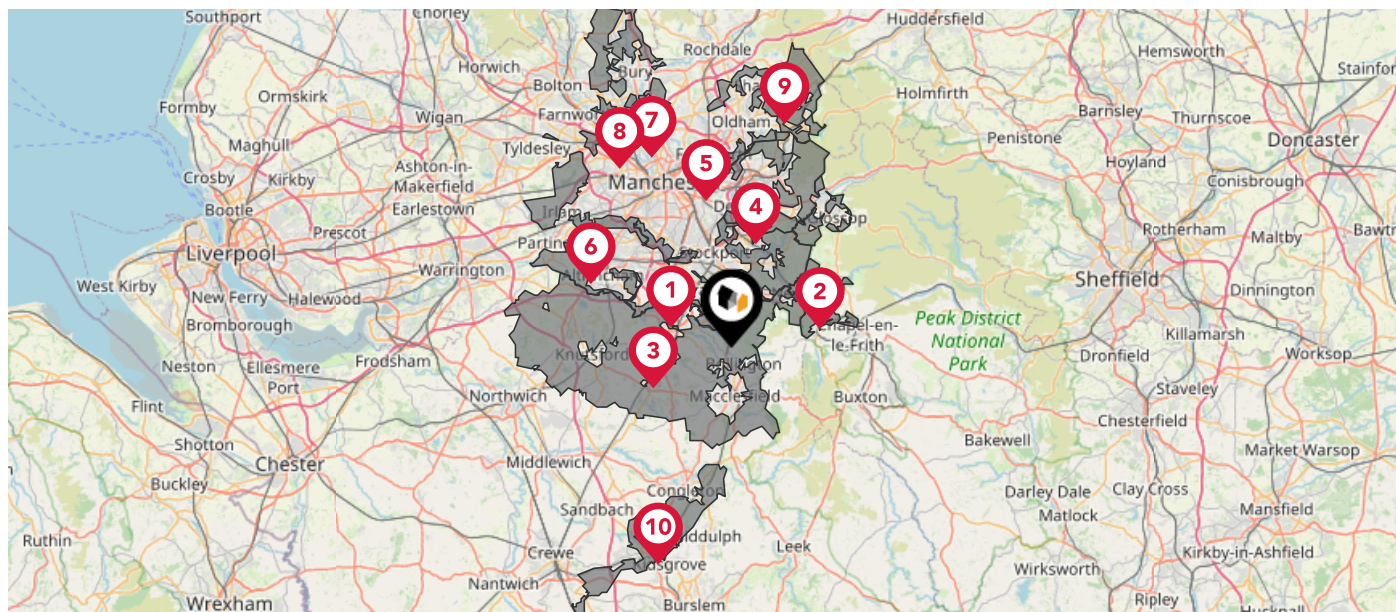 Southport
Chorley
Huddersfield
Rochdale
Hemsworth
Horwich
Bury
Stainfor
Bolton
9
Holmfirth
Formby
Ormskirk
Wigan
Farnwo
7
Oldham
Barnsley
Thurnscoe
8
Penistone
Doncaster
Maghull
Tyldesley
5
Hoyland
Crosby
Kirkby
Ashton-in-
Makerfield
Manches
Conisbrough
Bootle
Earlestown
4
Glossop
Prescot
Rotherham
Maltby
Bawtr
Liverpool
Partin
6
Stockport
Warrington
Sheffield
West Kirby
New Ferry
Halewood
1
2
Dinnington
Bromborough
Peak District
National
Park
Chapel-en-
le-Frith
Killamarsh
Neston
Ellesmere
Port
Frodsham
Knutsford
3
Bollington
Dronfield
Worksop
Northwich
Macclesfield
Buxton
Staveley
Flint
Chesterfield
Shotton
Bakewell
Chester
Middlewich
Market Warsop
Buckley
Congleton
Darley Dale
Clay Cross
Sandbach
Matlock
Mansfield
10
Ruthin
iddulph
Leek
Crewe
Kirkby-in-Ashfield
dsgrove
Wirksworth
Nantwich
Wrexham
Burslem
Ripley
Hucknall